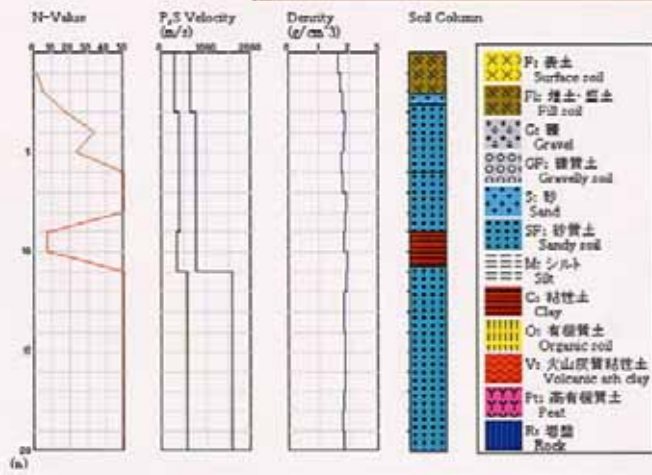 N-Value
P,S Velocity
(m/s)
Density
(g/cm^3)
Soil Column
0 10 20 30 40 50
0 1000 2000
0 1 2 3
5
10
15
20
(m)
F: 表土
Surface soil
Fl: 埋土・盛土
Fill soil
G: 礫
Gravel
GF: 礫質土
Gravelly soil
S: 砂
Sand
SF: 砂質土
Sandy soil
M: シルト
Silt
C: 粘性土
Clay
O: 有機質土
Organic soil
V: 火山灰質粘性土
Volcanic ash clay
Pt: 高有機質土
Peat
R: 岩盤
Rock